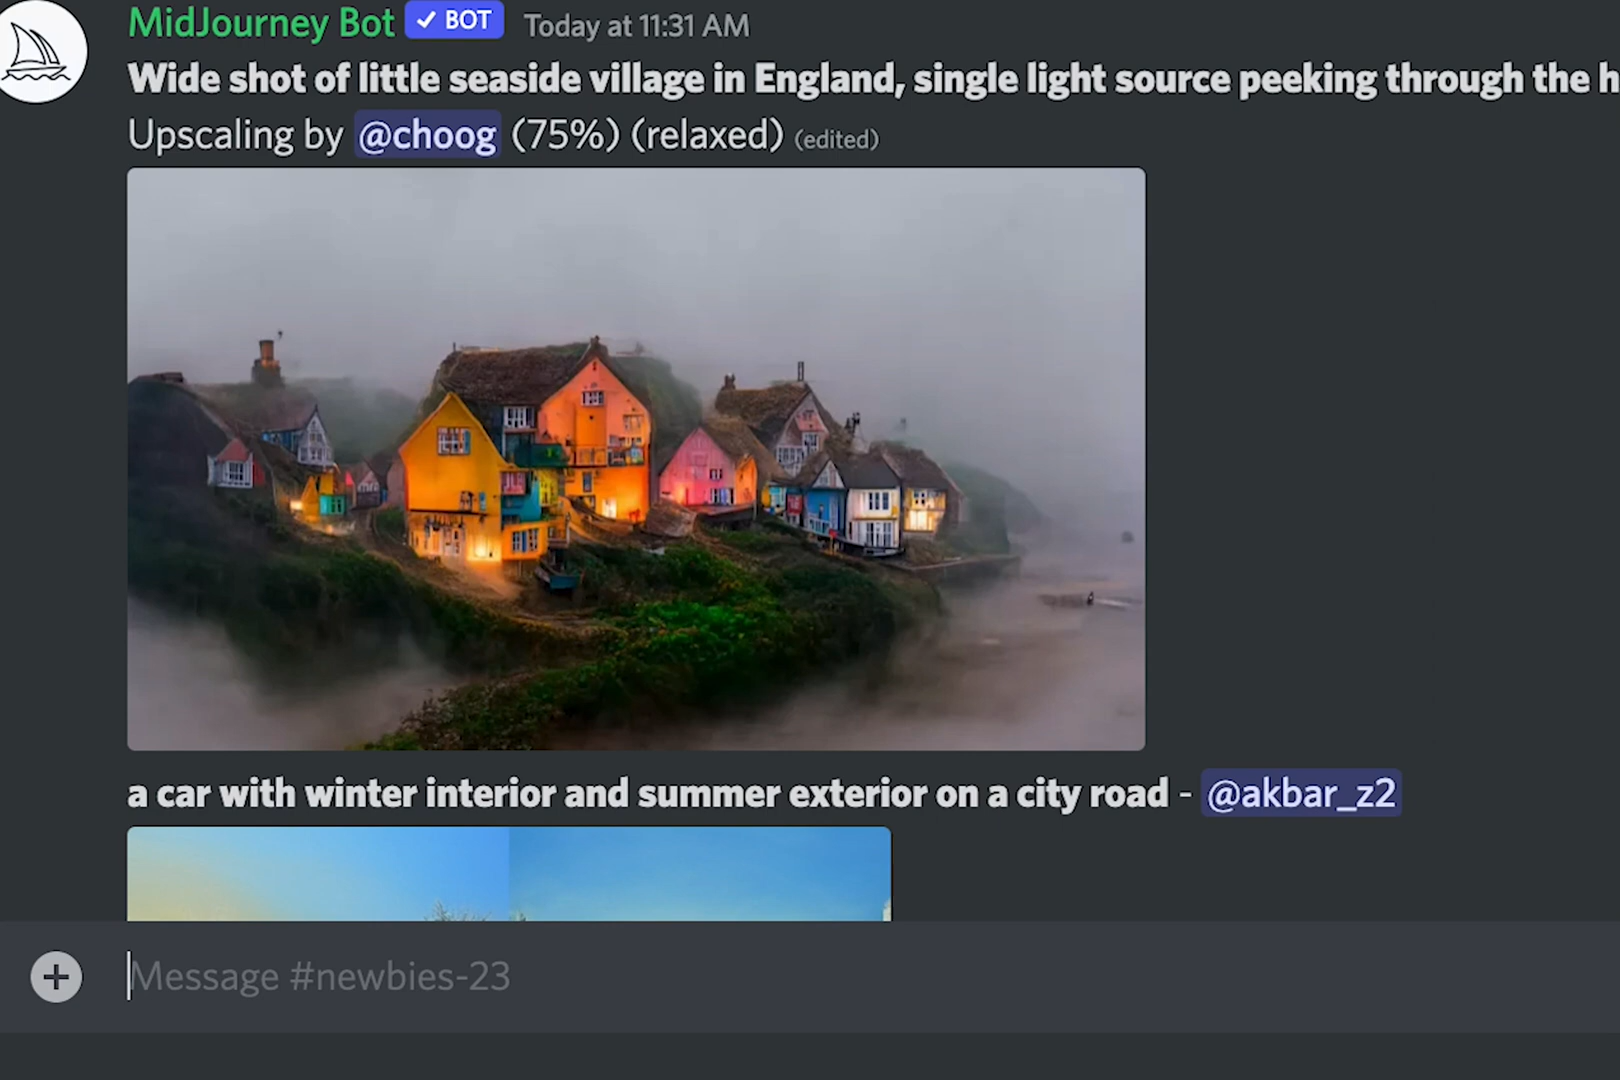 MidJourney Bot ✓ BOT Today at 11:31 AM
Wide shot of little seaside village in England, single light source peeking through the
Upscaling by @choog (75%) (relaxed) (edited)
a car with winter interior and summer exterior on a city road - @akbar_z2
Message #newbies-23